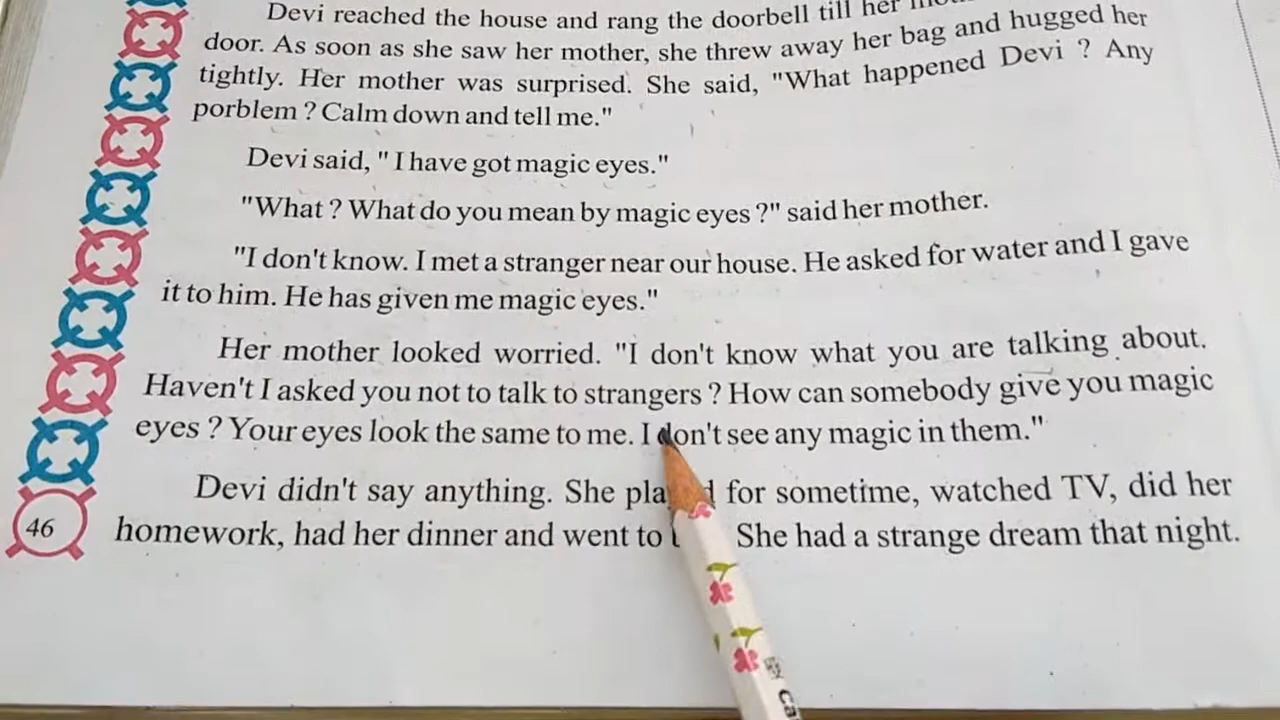 Devi reached the house and rang the doorbell till her
door. As soon as she saw her mother, she threw away her bag and hugged her
tightly. Her mother was surprised. She said, "What happened Devi ? Any
porblem ? Calm down and tell me."
Devi said, " I have got magic eyes."
"What ? What do you mean by magic eyes ?" said her mother.
"I don't know. I met a stranger near our house. He asked for water and I gave
it to him. He has given me magic eyes."
Her mother looked worried. "I don't know what you are talking about.
Haven't I asked you not to talk to strangers ? How can somebody give you magic
eyes ? Your eyes look the same to me. I don't see any magic in them."
Devi didn't say anything. She for sometime, watched TV, did her
homework, had her dinner and went to She had a strange dream that night.
46